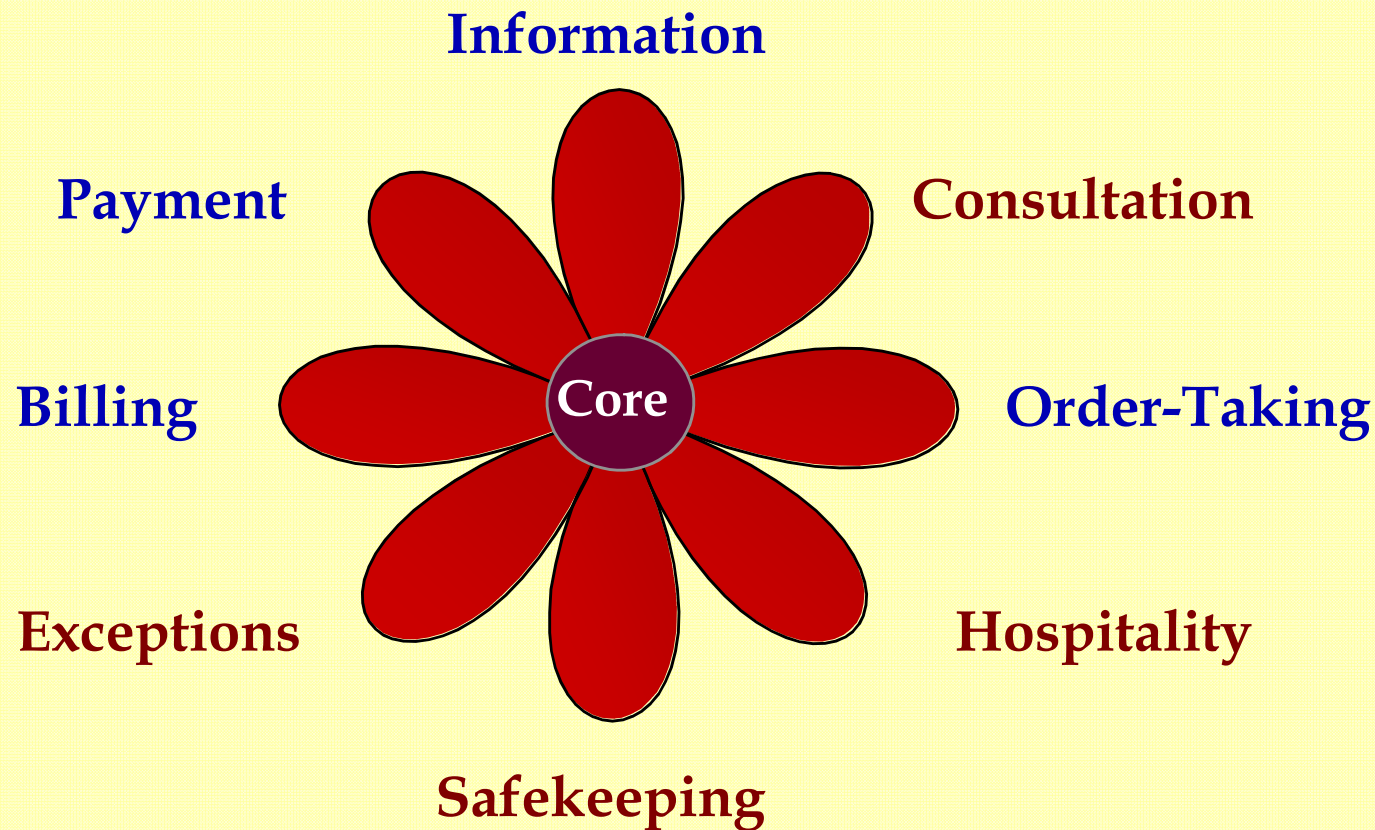 Information
Payment
Consultation
Core
Billing
Order-Taking
Exceptions
Hospitality
Safekeeping